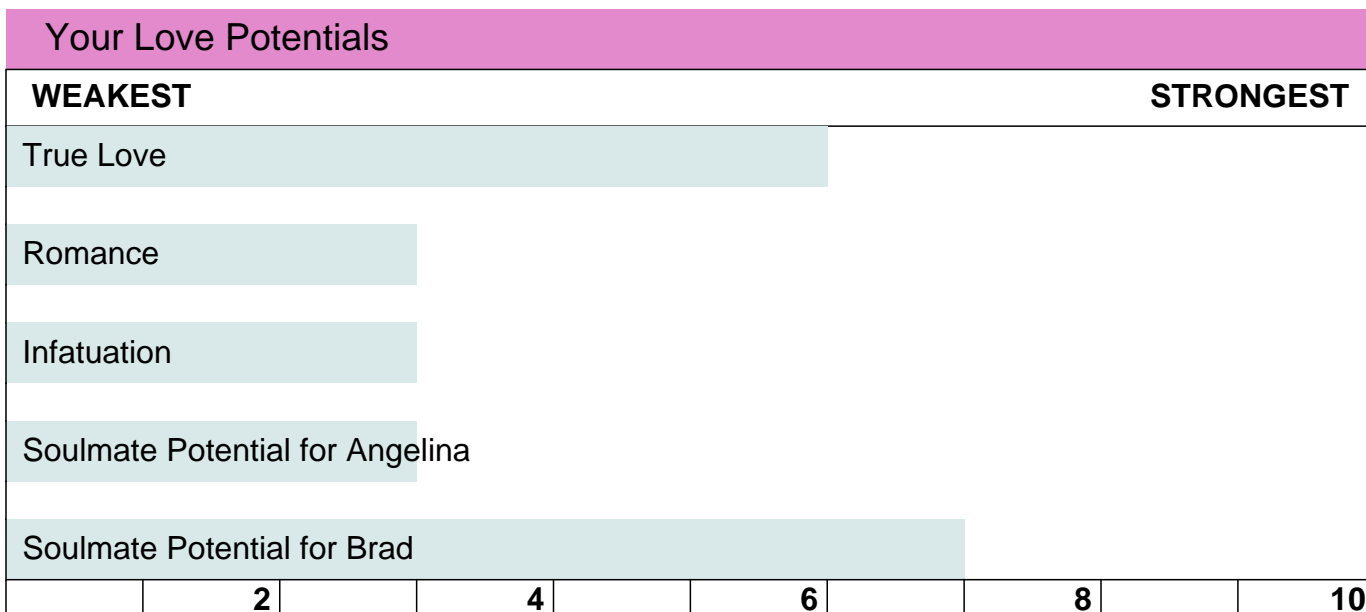 Your Love Potentials
WEAKEST STRONGEST
True Love
Romance
Infatuation
Soulmate Potential for Angelina
Soulmate Potential for Brad
2 4 6 8 10